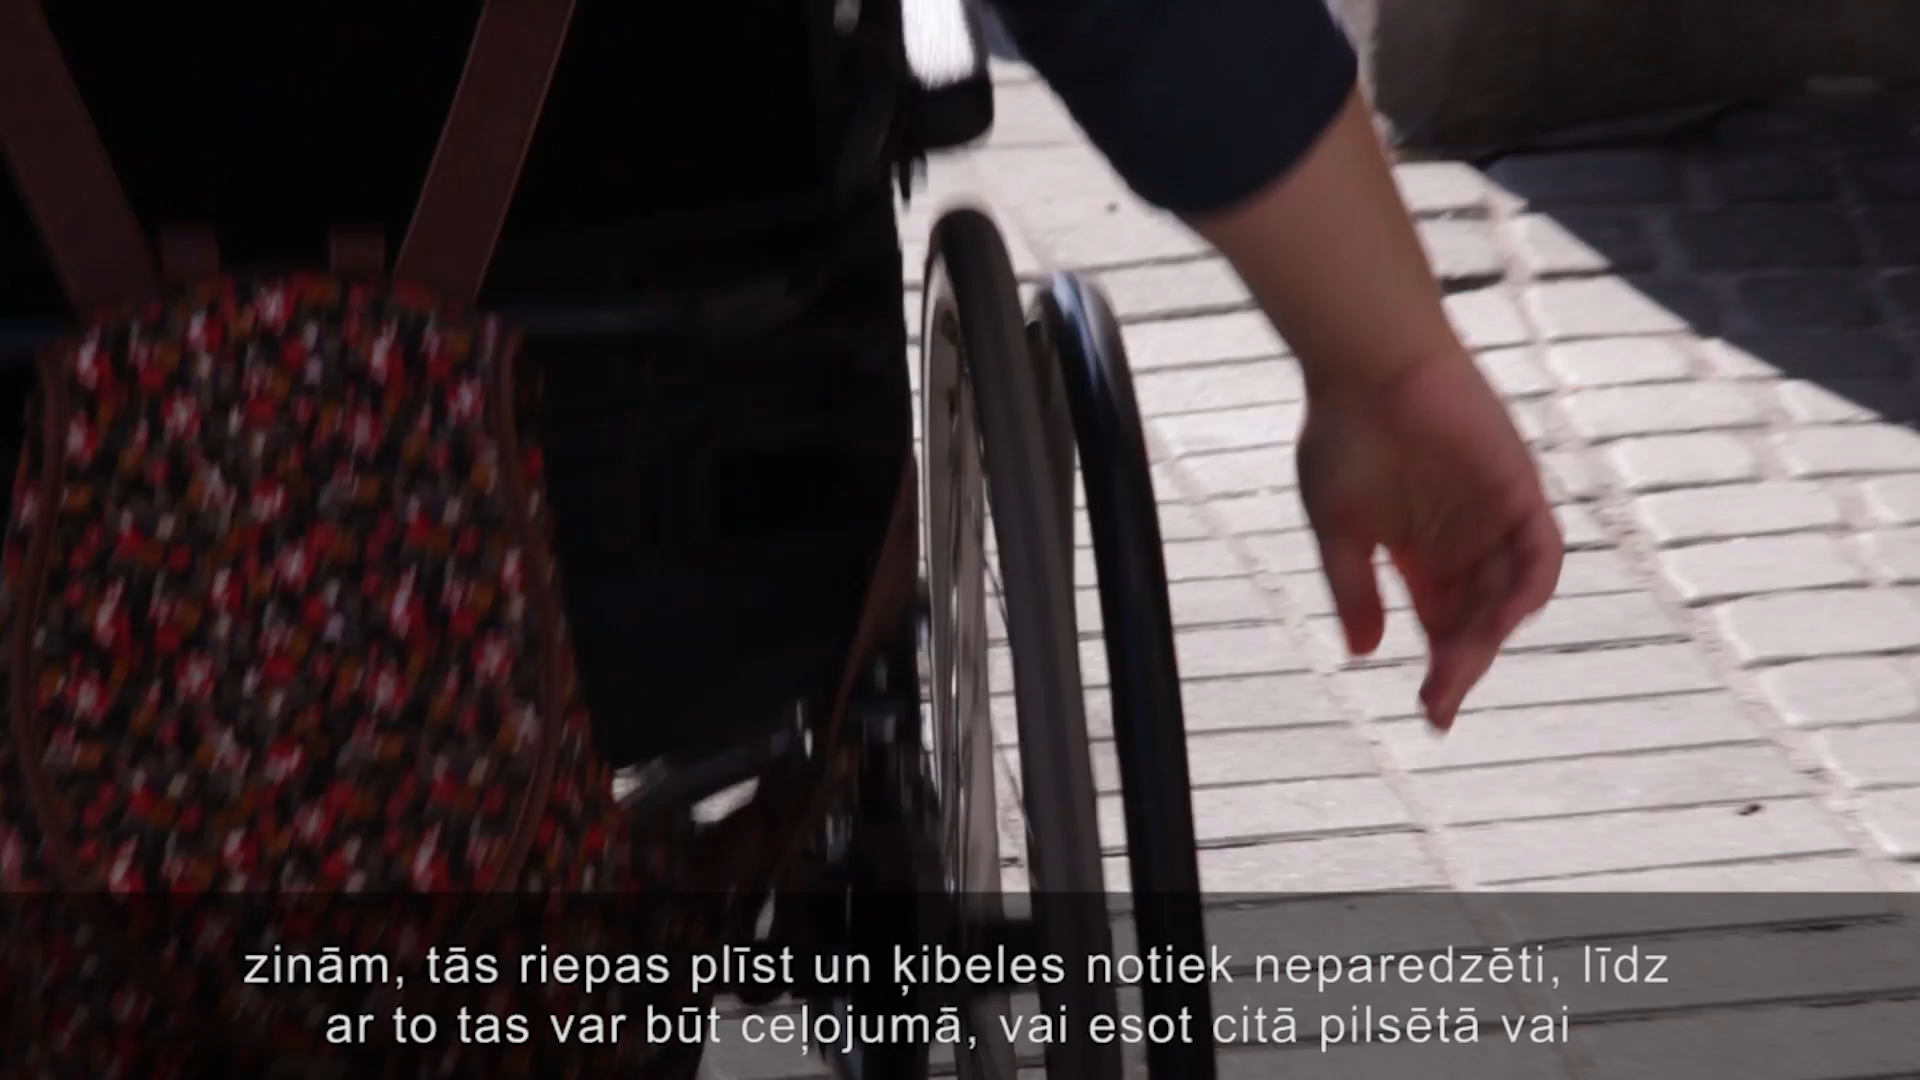 zinām, tās riepas plīst un ķibeles notiek neparedzēti, līdz
ar to tas var būt ceļojumā, vai esot citā pilsētā vai